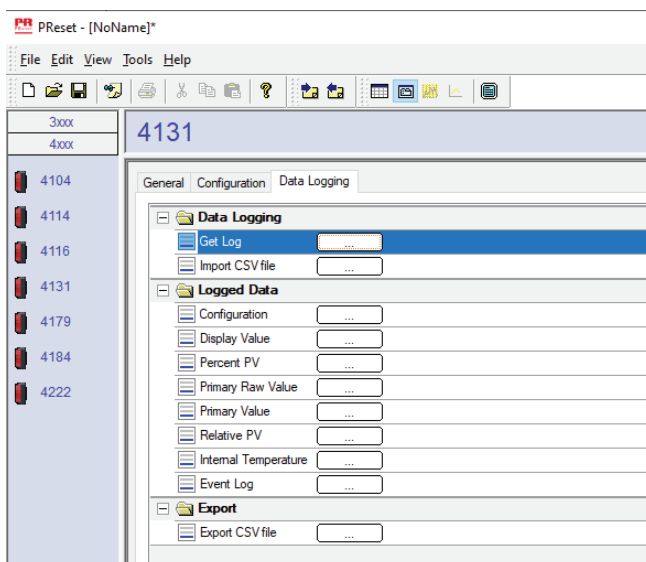 PR PReset - [NoName]*
File Edit View Tools Help
3xxx
4xxx
4131
4104
4114
4116
4131
4179
4184
4222
General Configuration Data Logging
Data Logging
Get Log ...
Import CSV file ...
Logged Data
Configuration ...
Display Value ...
Percent PV ...
Primary Raw Value ...
Primary Value ...
Relative PV ...
Internal Temperature ...
Event Log ...
Export
Export CSV file ...